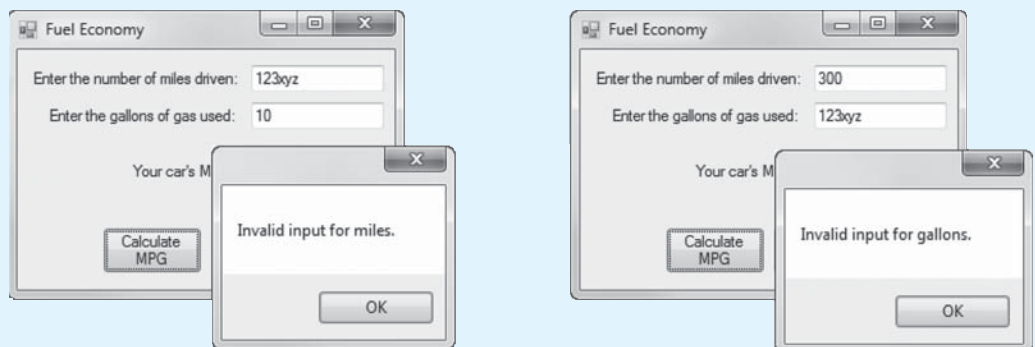 Fuel Economy
Enter the number of miles driven: 123xyz
Enter the gallons of gas used: 10
Your car's M
Calculate
MPG
Invalid input for miles.
OK
Fuel Economy
Enter the number of miles driven: 300
Enter the gallons of gas used: 123xyz
Your car's M
Calculate
MPG
Invalid input for gallons.
OK